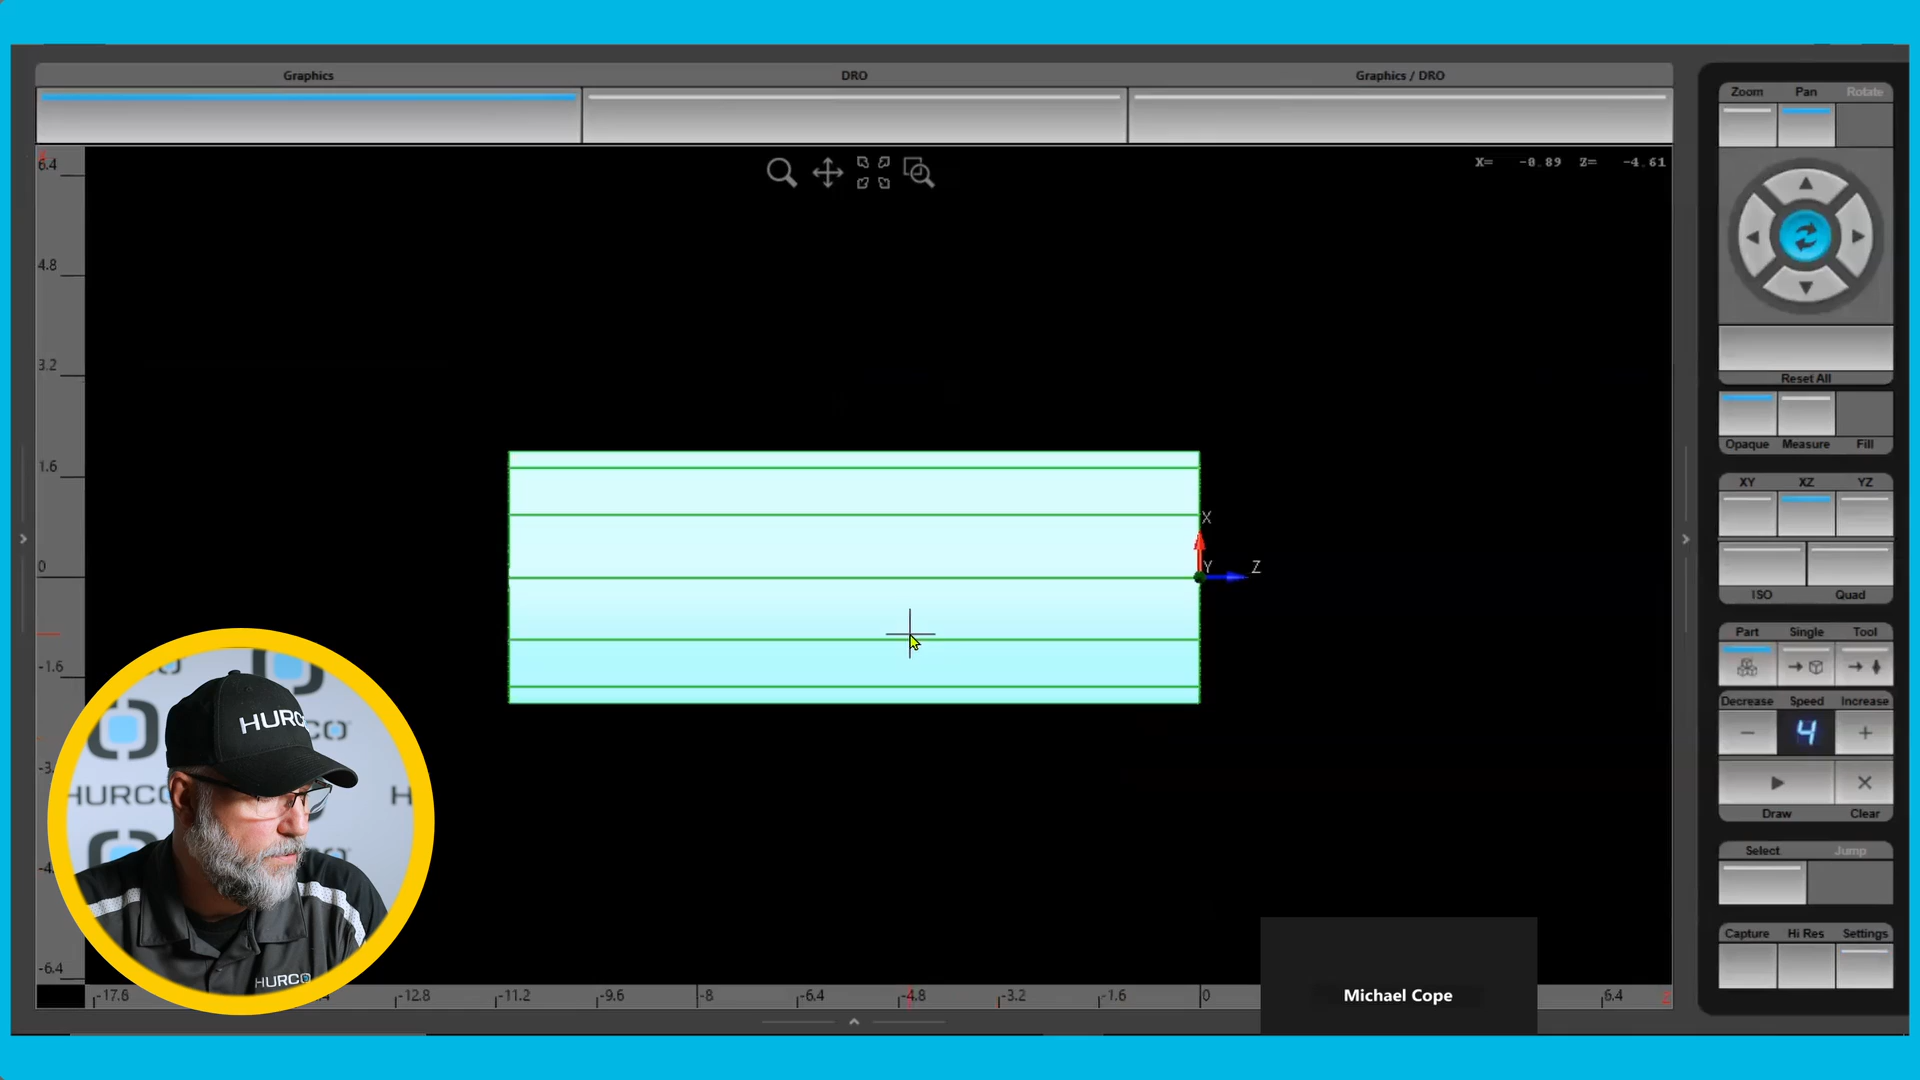 Graphics
DRO
Graphics / DRO
Zoom
Pan
Rotate
X= -0.89 Z= -4.61
6.4
4.8
3.2
1.6
0
-1.6
-3.
-4.
-6.4
X
Y
Z
Reset All
Opaque
Measure
Fill
XY
XZ
YZ
ISO
Quad
Part
Single
Tool
Decrease
Speed
Increase
4
Draw
Clear
Select
Jump
Capture
Hi Res
Settings
-17.6
-12.8
-11.2
-9.6
-8
-6.4
-4.8
-3.2
-1.6
0
6.4
HURCO
HURCO
Michael Cope